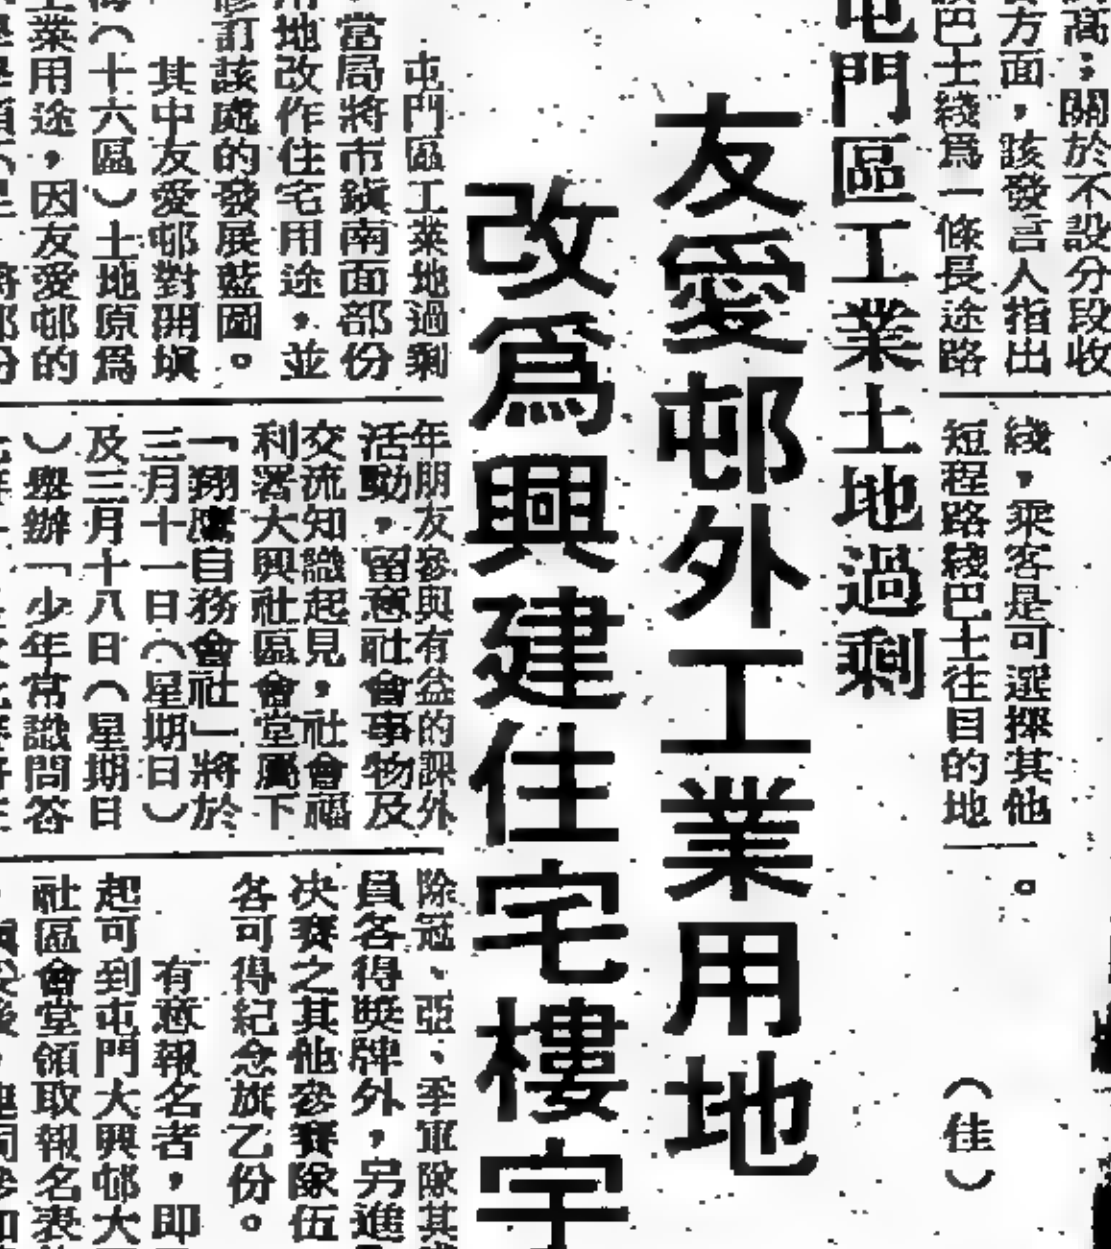 高：關於不設分段收
方面，該發言人指出
巴士綫爲一條長途路
綫，乘客是可選擇其他
短程路綫巴士往目的地
。
（佳）
屯門區工業土地過剩
友愛邨外工業用地
改爲興建住宅樓宇
屯門區工業地過剩
，當局將市鎮南面部份
用地改作住宅用途，並
修訂該處的發展藍圖。
其中友愛邨對開填
（十六區）土地原爲
工業用途，因友愛邨的
年朋友參與有益的課外
活動，留意社會事物及
交流知識起見，社會福
利署大興社區會堂屬下
「翔鷹自務會社」將於
三月十一日（星期日）
及三月十八日（星期日
）舉辦「少年常識問答
除冠、亞、季軍隊其
員各得獎牌外，另進
决賽之其他參賽隊伍
各可得紀念旗乙份。
有意報名者，即
起可到屯門大興邨大
社區會堂領取報名表